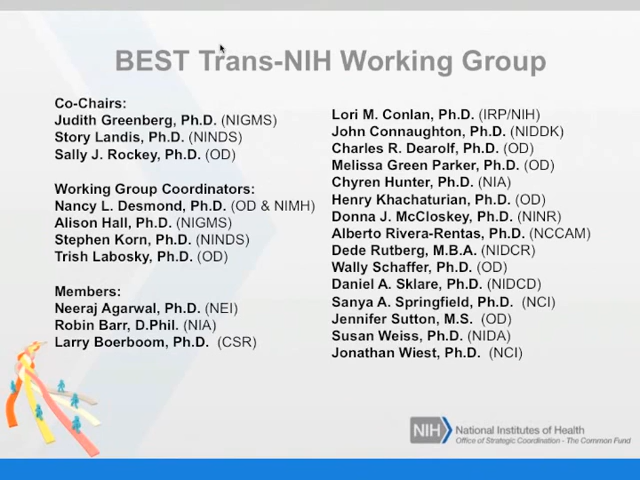 BEST Trans-NIH Working Group
Co-Chairs:
Judith Greenberg, Ph.D. (NIGMS)
Story Landis, Ph.D. (NINDS)
Sally J. Rockey, Ph.D. (OD)
Working Group Coordinators:
Nancy L. Desmond, Ph.D. (OD & NIMH)
Alison Hall, Ph.D. (NIGMS)
Stephen Korn, Ph.D. (NINDS)
Trish Labosky, Ph.D. (OD)
Members:
Neeraj Agarwal, Ph.D. (NEI)
Robin Barr, D.Phil. (NIA)
Larry Boerboom, Ph.D. (CSR)
Lori M. Conlan, Ph.D. (IRP/NIH)
John Connaughton, Ph.D. (NIDDK)
Charles R. Dearolf, Ph.D. (OD)
Melissa Green Parker, Ph.D. (OD)
Chyren Hunter, Ph.D. (NIA)
Henry Khachaturian, Ph.D. (OD)
Donna J. McCloskey, Ph.D. (NINR)
Alberto Rivera-Rentas, Ph.D. (NCCAM)
Dede Rutberg, M.B.A. (NIDCR)
Wally Schaffer, Ph.D. (OD)
Daniel A. Sklare, Ph.D. (NIDCD)
Sanya A. Springfield, Ph.D. (NCI)
Jennifer Sutton, M.S. (OD)
Susan Weiss, Ph.D. (NIDA)
Jonathan Wiest, Ph.D. (NCI)
NIH National Institutes of Health
Office of Strategic Coordination - The Common Fund